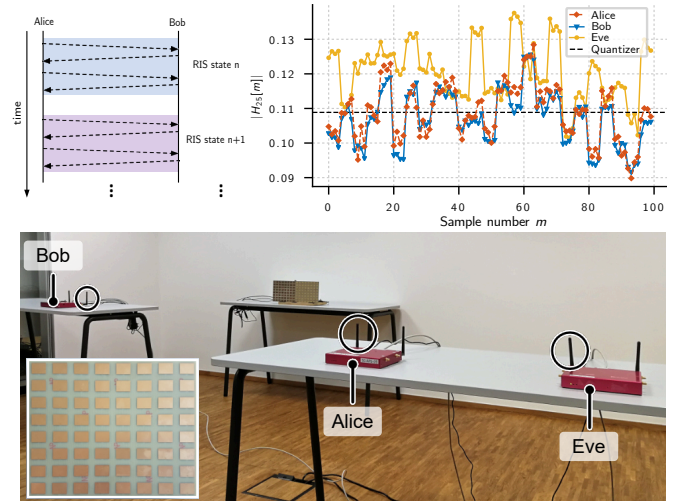 Alice
Bob
time
RIS state n
RIS state n+1
|H25[m]|
0.13
0.12
0.11
0.10
0.09
0
20
40
60
80
100
Sample number m
Alice
Bob
Eve
Quantizer
Bob
Alice
Eve